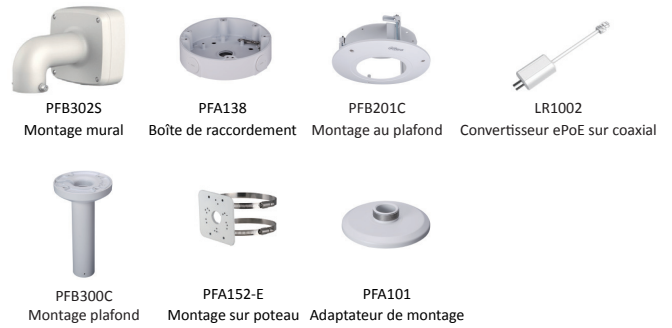 PFB302S
Montage mural
PFA138
Boîte de raccordement
PFB201C
Montage au plafond
LR1002
Convertisseur ePoE sur coaxial
PFB300C
Montage plafond
PFA152-E
Montage sur poteau
PFA101
Adaptateur de montage